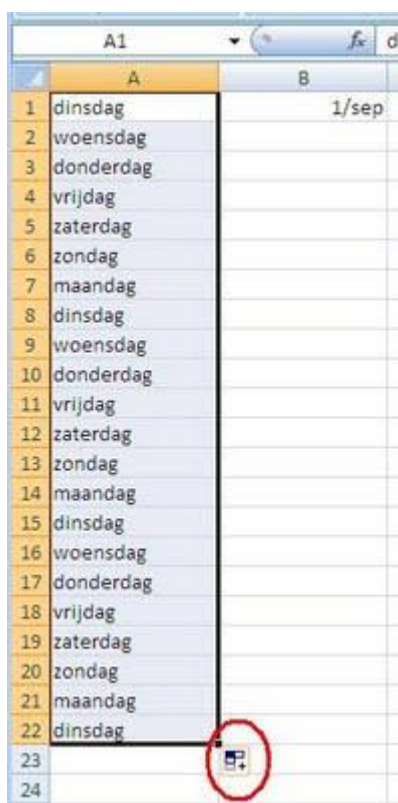 A1 fx d
A B
1 dinsdag 1/sep
2 woensdag
3 donderdag
4 vrijdag
5 zaterdag
6 zondag
7 maandag
8 dinsdag
9 woensdag
10 donderdag
11 vrijdag
12 zaterdag
13 zondag
14 maandag
15 dinsdag
16 woensdag
17 donderdag
18 vrijdag
19 zaterdag
20 zondag
21 maandag
22 dinsdag
23
24